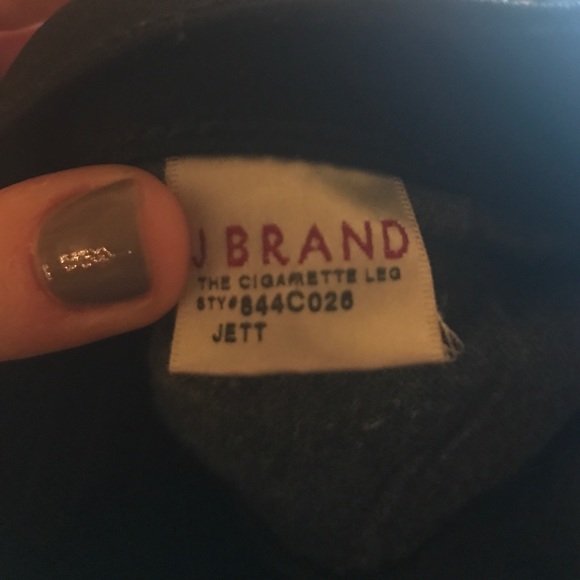 J BRAND
THE CIGARETTE LEG
STY#844C026
JETT